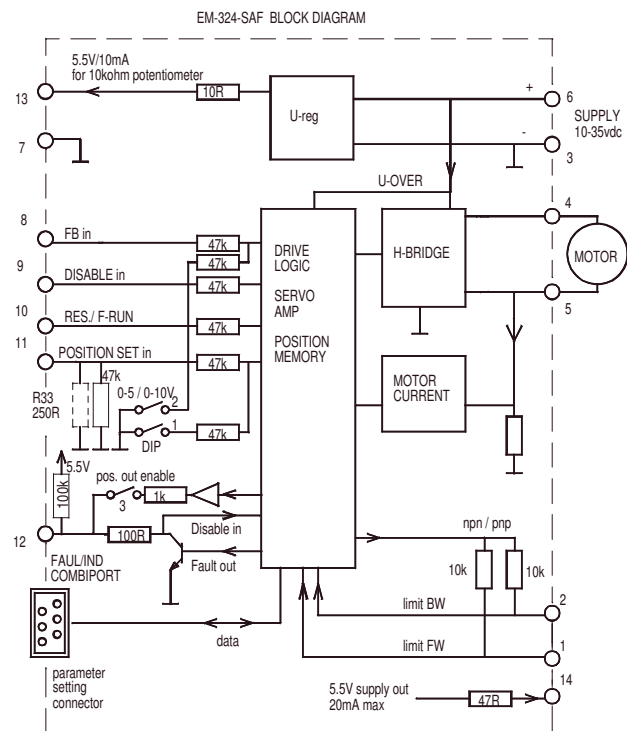 EM-324-SAF BLOCK DIAGRAM
5.5V/10mA
for 10kohm potentiometer
13
10R
U-reg
+
6
SUPPLY
10-35vdc
7
-
3
U-OVER
4
8
FB in
47k
47k
DRIVE
LOGIC
H-BRIDGE
MOTOR
9
DISABLE in
47k
SERVO
AMP
5
10
RES./ F-RUN
47k
11
POSITION SET in
47k
POSITION
MEMORY
MOTOR
CURRENT
R33
250R
47k
0-5 / 0-10V
2
1
DIP
47k
5.5V
100k
pos. out enable
3
1k
12
100R
Disable in
npn / pnp
FAUL/IND
COMBIPORT
Fault out
10k
10k
limit BW
2
data
limit FW
1
parameter
setting
connector
5.5V supply out
20mA max
47R
14